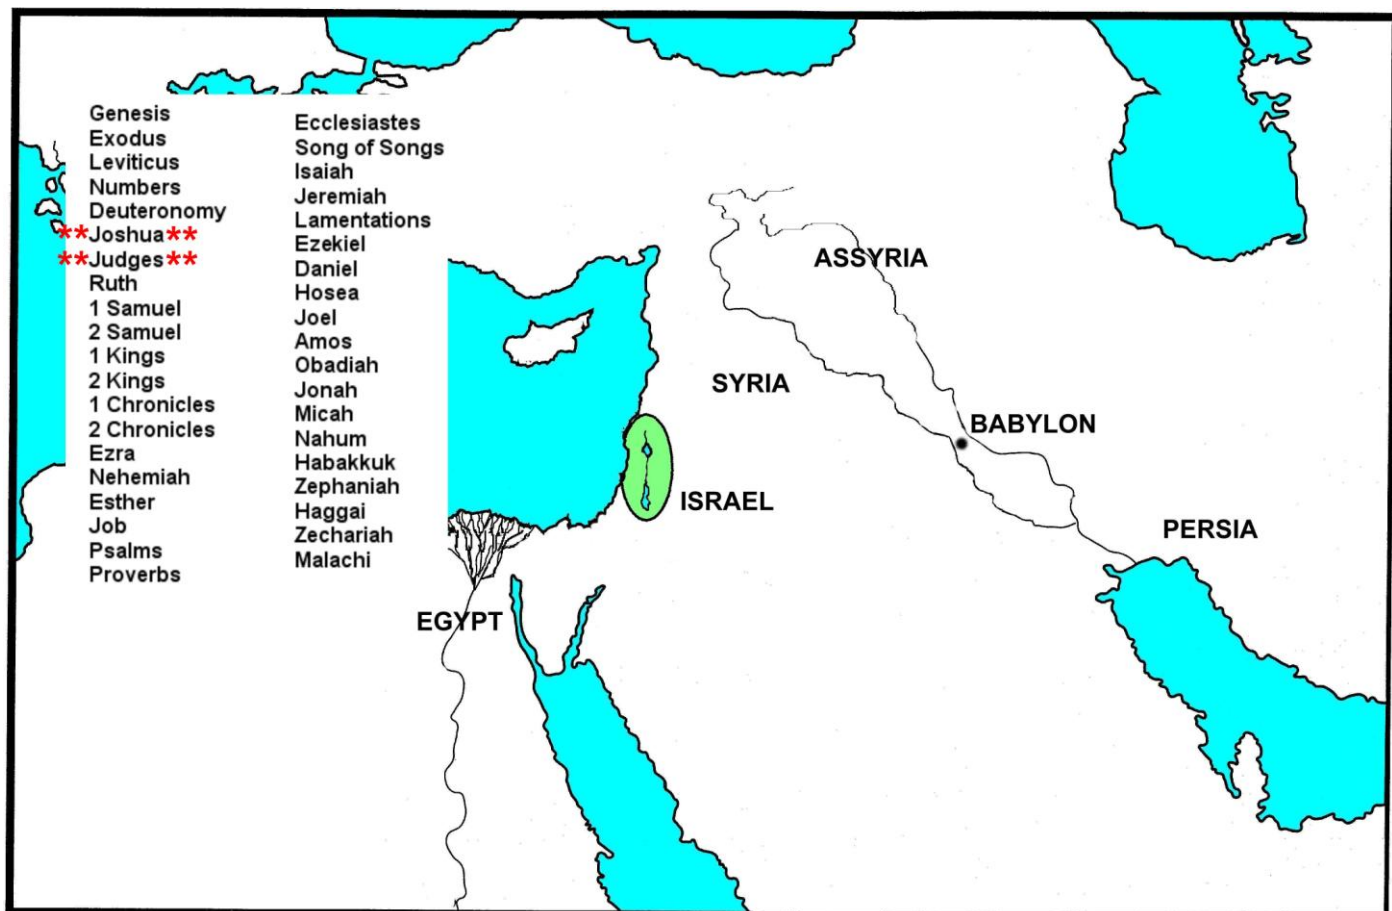 Genesis
Exodus
Leviticus
Numbers
Deuteronomy
**Joshua**
**Judges**
Ruth
1 Samuel
2 Samuel
1 Kings
2 Kings
1 Chronicles
2 Chronicles
Ezra
Nehemiah
Esther
Job
Psalms
Proverbs
Ecclesiastes
Song of Songs
Isaiah
Jeremiah
Lamentations
Ezekiel
Daniel
Hosea
Joel
Amos
Obadiah
Jonah
Micah
Nahum
Habakkuk
Zephaniah
Haggai
Zechariah
Malachi
ASSYRIA
SYRIA
BABYLON
ISRAEL
PERSIA
EGYPT